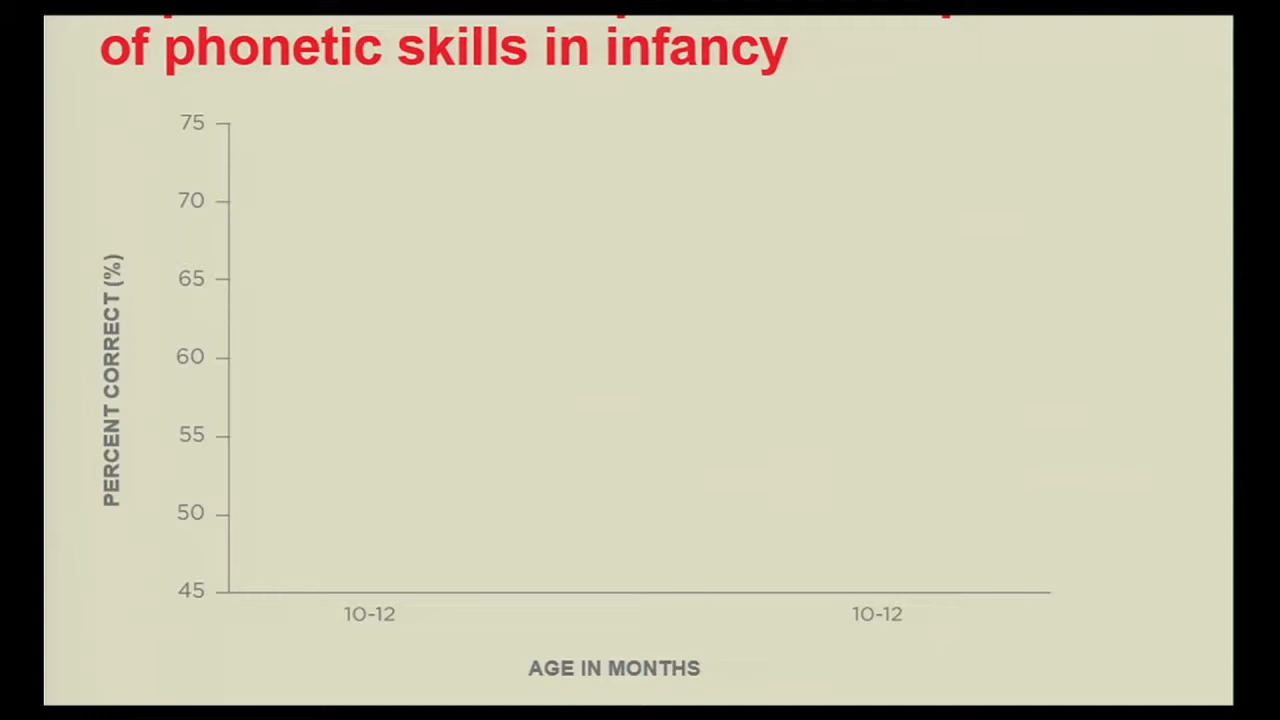 of phonetic skills in infancy
75
70
65
60
55
50
45
PERCENT CORRECT (%)
10-12 10-12
AGE IN MONTHS